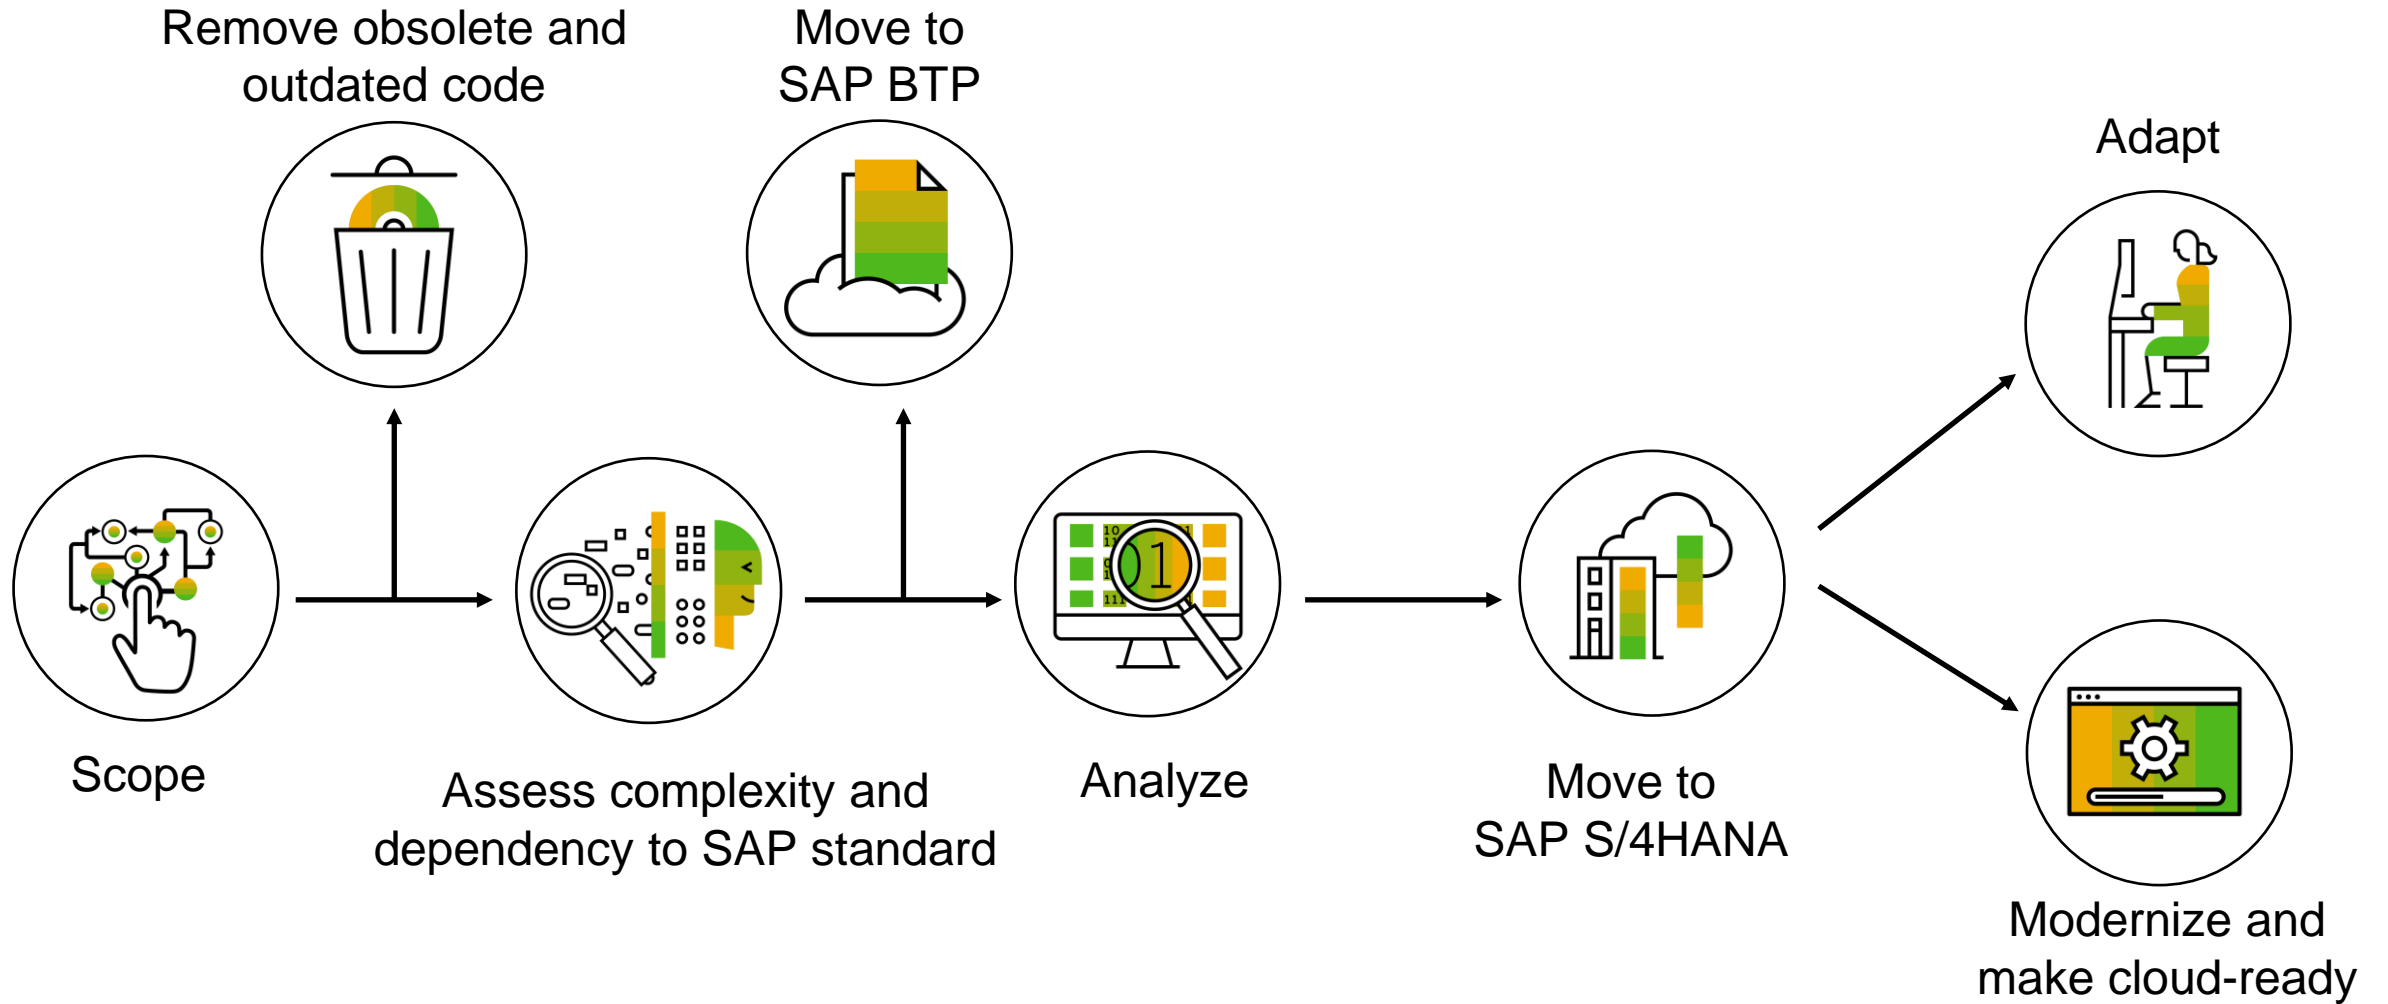 Remove obsolete and
outdated code
Move to
SAP BTP
Adapt
Scope
Assess complexity and
dependency to SAP standard
Analyze
Move to
SAP S/4HANA
Modernize and
make cloud-ready